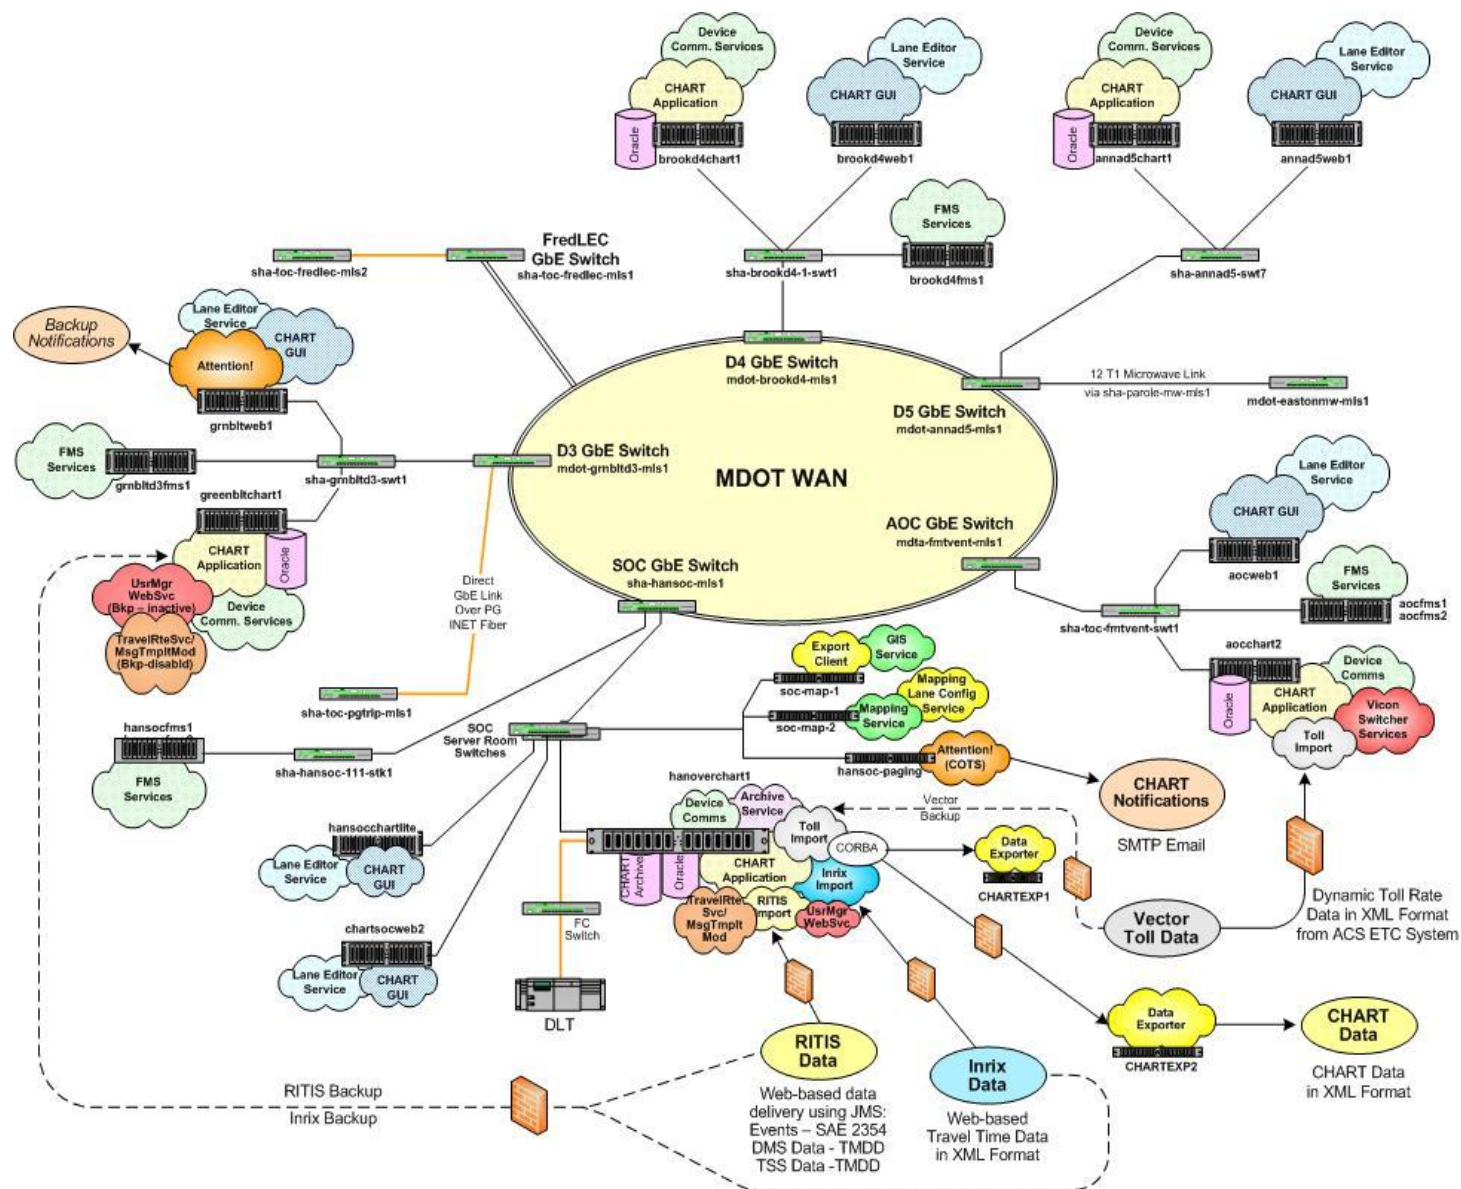 Device
Comm. Services
CHART
Application
Oracle
brookd4chart1
Lane Editor
Service
CHART GUI
brookd4web1
Device
Comm. Services
CHART
Application
Oracle
annad5chart1
Lane Editor
Service
CHART GUI
annad5web1
FMS
Services
brookd4fms1
sha-brookd4-1-swt1
sha-annad5-swt7
FredLEC
GbE Switch
sha-toc-fredlec-mls1
sha-toc-fredlec-mls2
Backup
Notifications
Lane Editor
Service
CHART
GUI
Attention!
grnbltweb1
D4 GbE Switch
mdot-brookd4-mls1
D5 GbE Switch
mdot-annad5-mls1
12 T1 Microwave Link
via sha-parole-mw-mls1
mdot-eastonmw-mls1
FMS
Services
grnbltd3fms1
sha-grnbltd3-swt1
D3 GbE Switch
mdot-grnbltd3-mls1
MDOT WAN
greenbltchart1
CHART
Application
Oracle
UsrMgr
WebSvc
(Bkp – inactive)
Device
Comm. Services
TravelRteSvc/
MsgTmpltMod
(Bkp-disabld)
Direct
GbE Link
Over PG
INET Fiber
sha-toc-pgtrip-mls1
SOC GbE Switch
sha-hansoc-mls1
AOC GbE Switch
mdta-fmtvent-mls1
Lane Editor
Service
CHART GUI
aocweb1
FMS
Services
aocfms1
aocfms2
sha-toc-fmtvent-swt1
aocchart2
Oracle
Device
Comms
CHART
Application
Vicon
Switcher
Services
Toll
Import
Export
Client
GIS
Service
soc-map-1
Mapping
Lane Config
Service
Mapping
Service
soc-map-2
Attention!
(COTS)
hansoc-paging
CHART
Notifications
SMTP Email
SOC
Server Room
Switches
hansocfms1
FMS
Services
sha-hansoc-111-stk1
hansocchartlite
Lane Editor
Service
CHART
GUI
chartsocweb2
Lane Editor
Service
CHART
GUI
hanoverchart1
Device
Comms
Archive
Service
Toll
Import
CORBA
CHART
Archive
Oracle
CHART
Application
Inrix
Import
TravelRte
Svc/
MsgTmplt
Mod
RITIS
Import
UsrMgr
WebSvc
FC
Switch
DLT
Vector
Backup
Data
Exporter
CHARTEXP1
Vector
Toll Data
Dynamic Toll Rate
Data in XML Format
from ACS ETC System
Data
Exporter
CHARTEXP2
CHART
Data
CHART Data
in XML Format
RITIS
Data
Web-based data
delivery using JMS:
Events – SAE 2354
DMS Data - TMDD
TSS Data -TMDD
Inrix
Data
Web-based
Travel Time Data
in XML Format
RITIS Backup
Inrix Backup